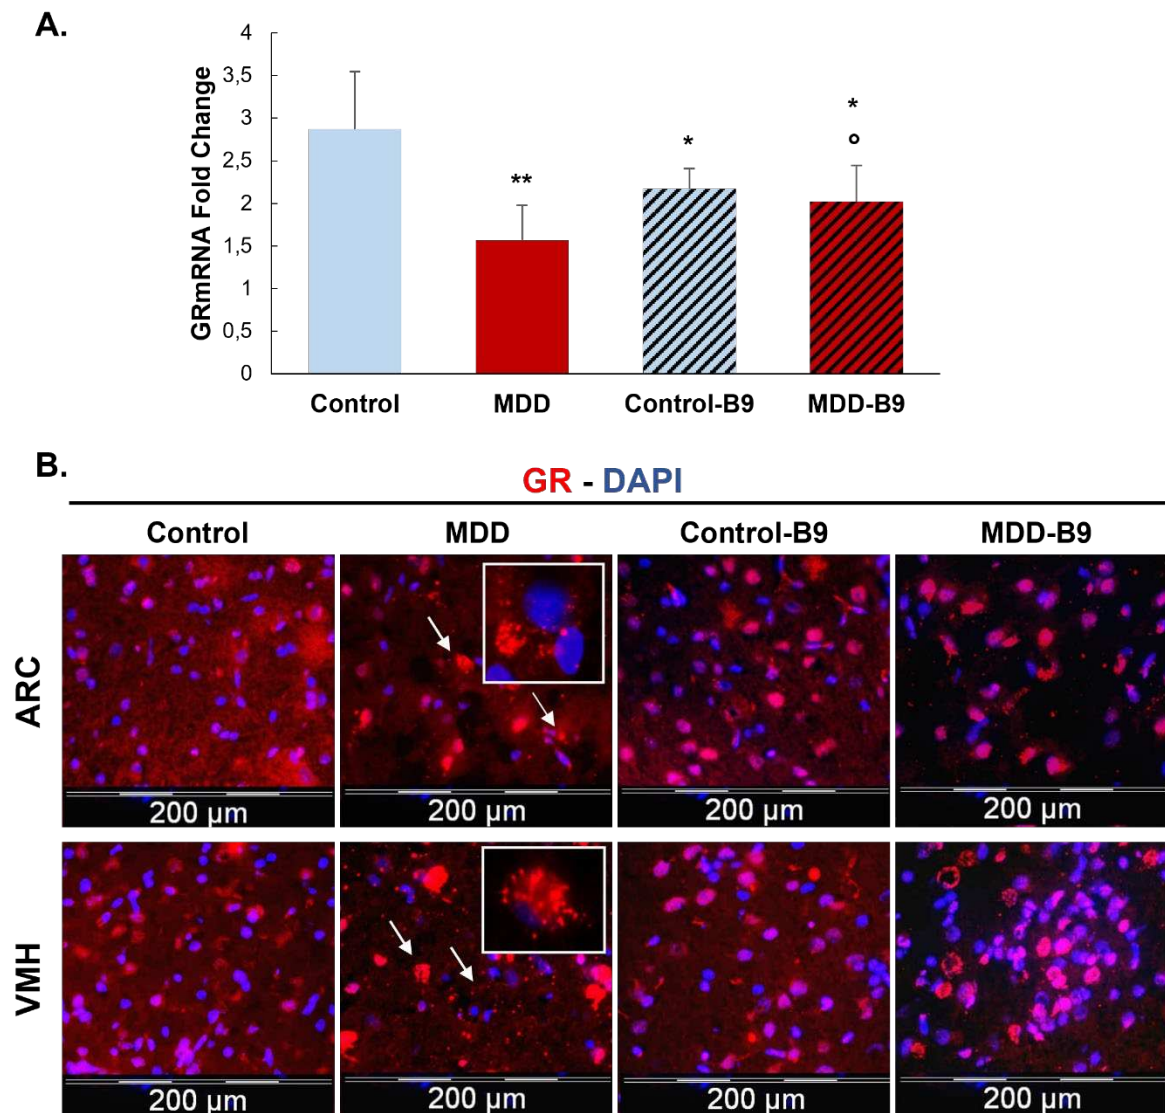 A.
GRmRNA Fold Change
4
3,5
3
2,5
2
1,5
1
0,5
0
**
*
*
°
Control MDD Control-B9 MDD-B9
B.
GR - DAPI
Control MDD Control-B9 MDD-B9
ARC
200 µm 200 µm 200 µm 200 µm
VMH
200 µm 200 µm 200 µm 200 µm